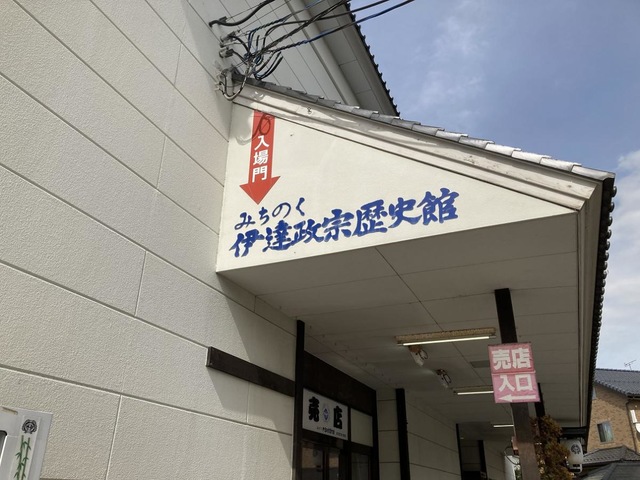 入場門
みちのく
伊達政宗歴史館
売店
入口
売店